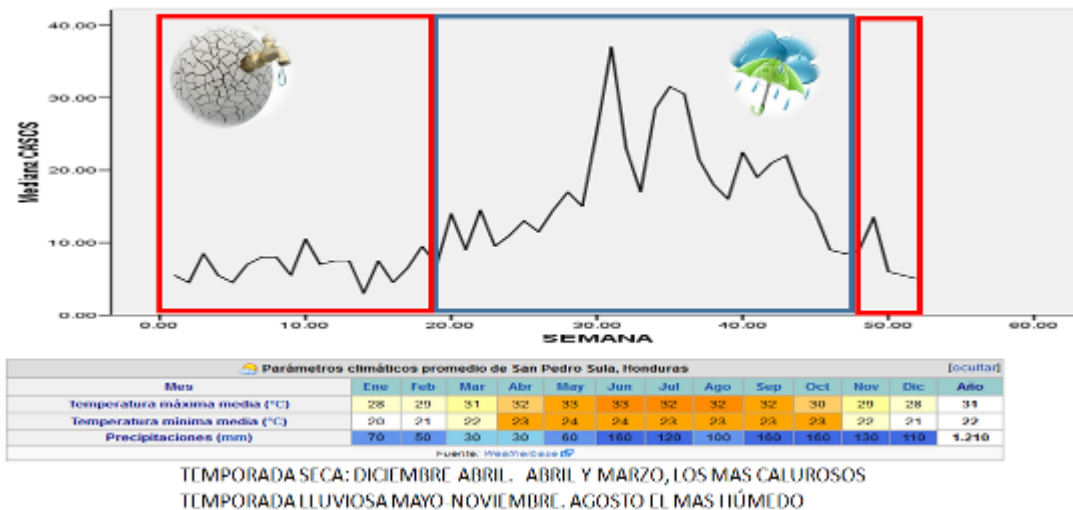 40.00
30.00
20.00
10.00
0.00
Mediana CASOS
0.00 10.00 20.00 30.00 40.00 50.00 60.00
SEMANA
Parámetros climáticos promedio de San Pedro Sula, Honduras [ocultar]
Mes Ene Feb Mar Abr May Jun Jul Ago Sep Oct Nov Dic Año
Temperatura máxima media (°C) 28 29 31 32 33 33 32 32 32 30 29 28 31
Temperatura mínima media (°C) 20 21 22 23 24 24 23 23 23 23 22 21 22
Precipitaciones (mm) 70 50 30 30 60 160 120 100 160 160 130 110 1.210
Fuente: Weatherbase
TEMPORADA SECA: DICIEMBRE ABRIL. ABRIL Y MARZO, LOS MAS CALUROSOS
TEMPORADA LLUVIOSA MAYO-NOVIEMBRE. AGOSTO EL MAS HÚMEDO